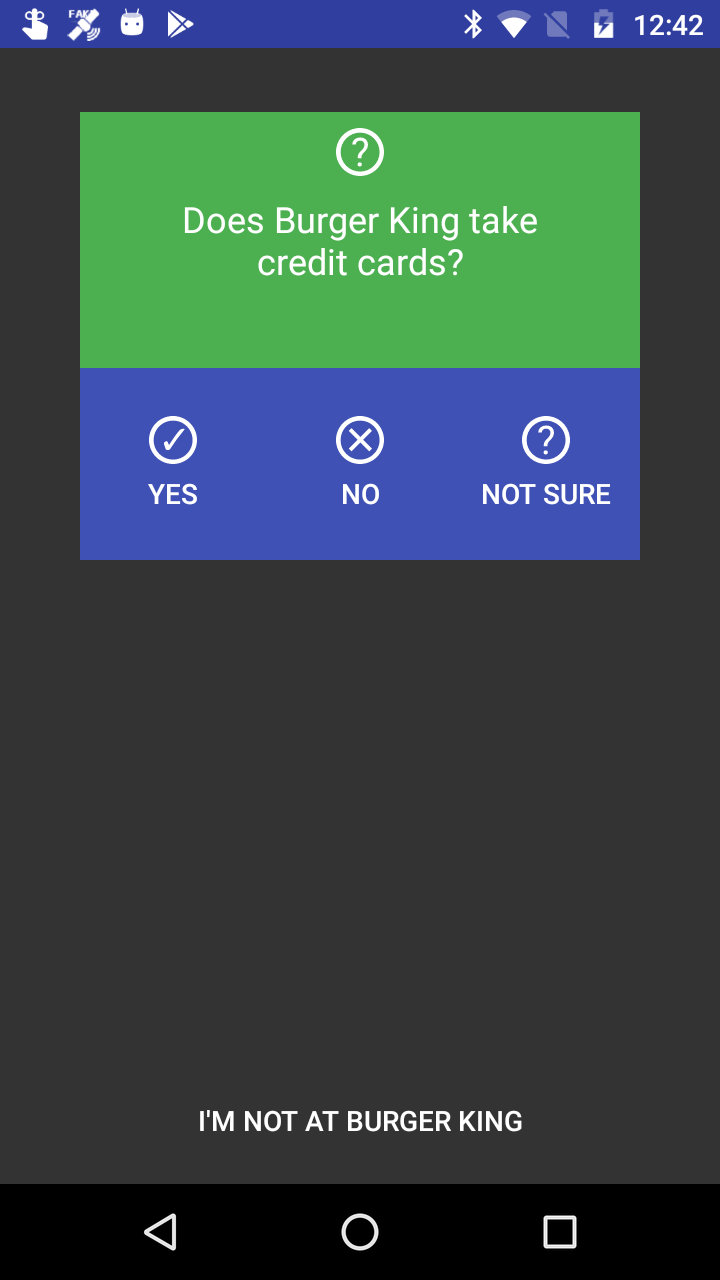 FAKE
12:42
?
Does Burger King take
credit cards?
YES
NO
?
NOT SURE
I'M NOT AT BURGER KING